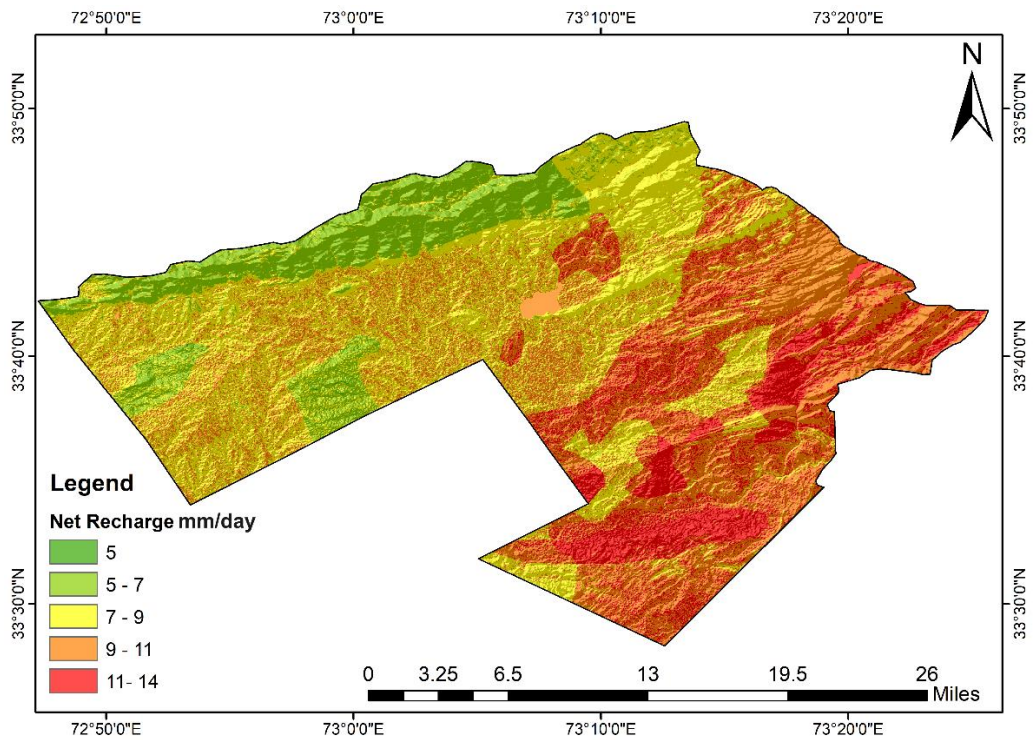 72°50'0"E 73°0'0"E 73°10'0"E 73°20'0"E
N
33°50'0"N 33°50'0"N
33°40'0"N 33°40'0"N
33°30'0"N 33°30'0"N
Legend
Net Recharge mm/day
5
5 - 7
7 - 9
9 - 11
11- 14
0 3.25 6.5 13 19.5 26
Miles
72°50'0"E 73°0'0"E 73°10'0"E 73°20'0"E